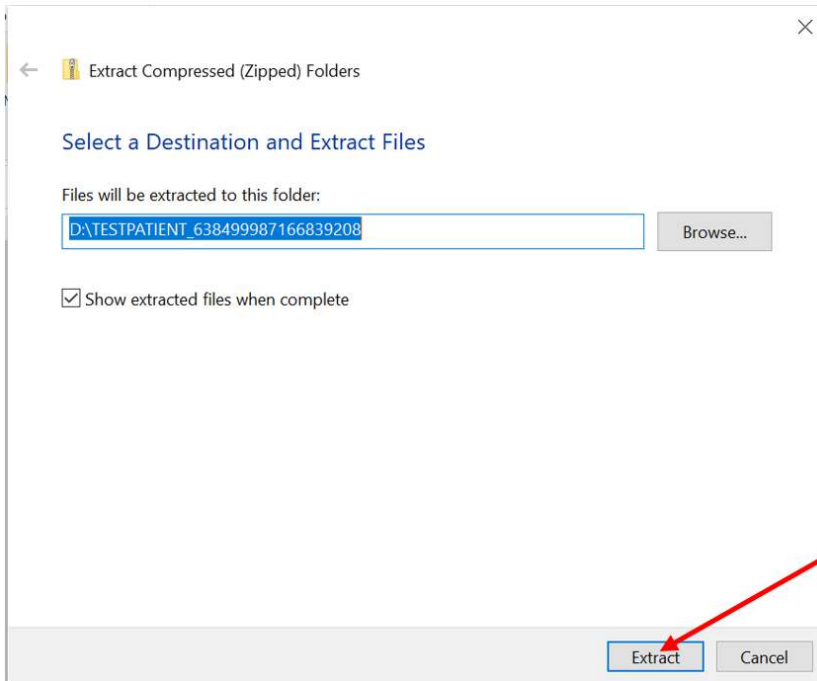 Extract Compressed (Zipped) Folders
Select a Destination and Extract Files
Files will be extracted to this folder:
D:\TESTPATIENT_638499987166839208
Browse...
Show extracted files when complete
Extract
Cancel